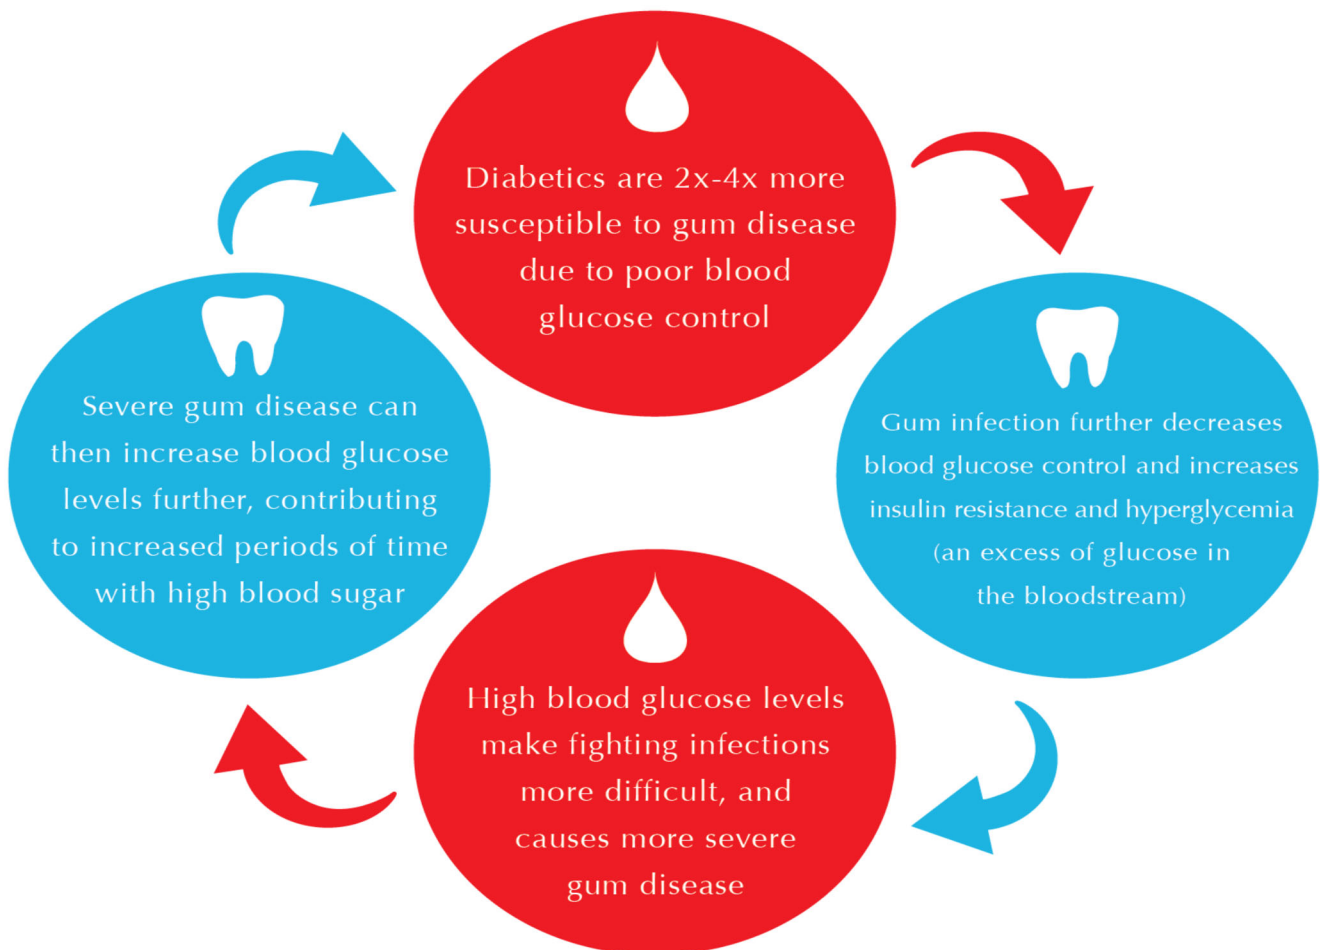 Diabetics are 2x-4x more
susceptible to gum disease
due to poor blood
glucose control
Gum infection further decreases
blood glucose control and increases
insulin resistance and hyperglycemia
(an excess of glucose in
the bloodstream)
High blood glucose levels
make fighting infections
more difficult, and
causes more severe
gum disease
Severe gum disease can
then increase blood glucose
levels further, contributing
to increased periods of time
with high blood sugar